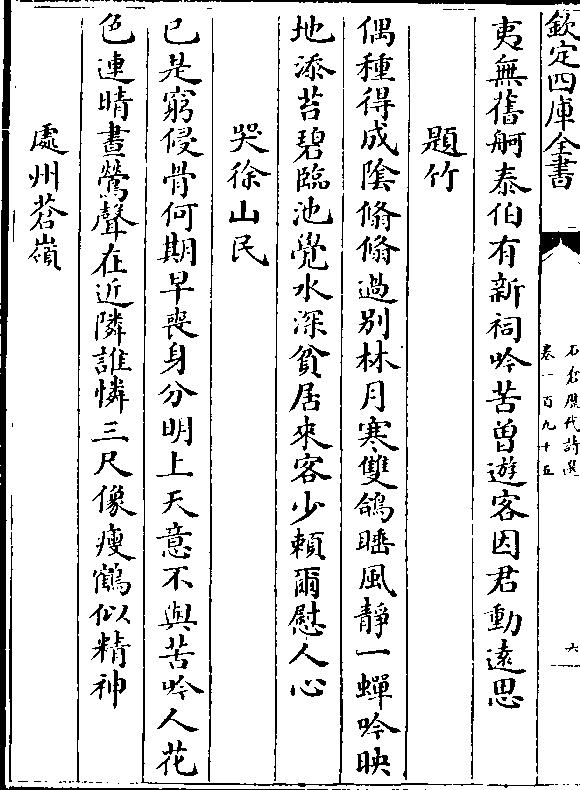 欽定四庫全書
石倉歷代詩選
卷一百九十五
六
夷無舊舸泰伯有新祠吟苦曽遊客因君動遠思
題竹
偶種得成陰翛翛過别林月寒雙鴿睡風靜一蟬吟映
地添苔碧臨池覺水深貧居來客少頼爾慰人心
哭徐山民
已是窮侵骨何期早喪身分明上天意不與苦吟人花
色連晴晝鶯聲在近隣誰憐三尺像瘦鶴似精神
處州蒼嶺